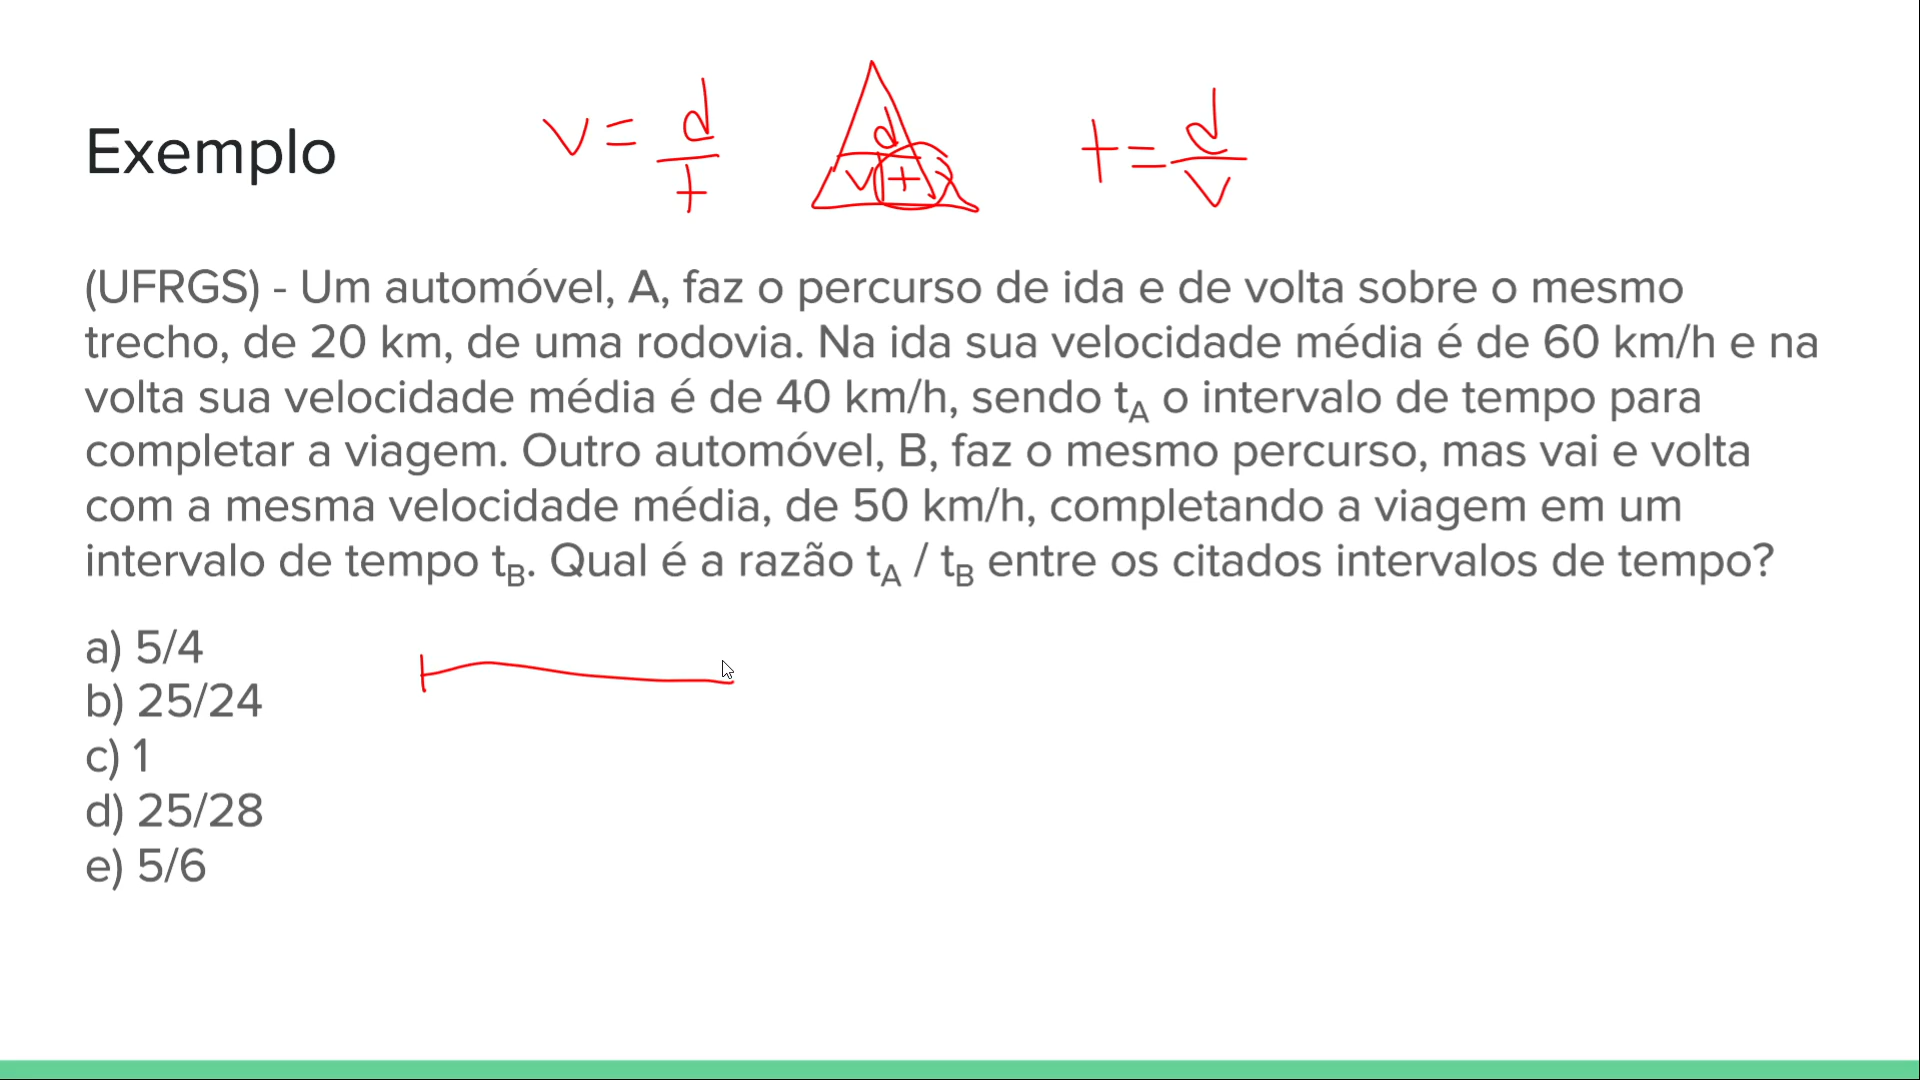 Exemplo
v = d/t
d
v t
t = d/v
(UFRGS) - Um automóvel, A, faz o percurso de ida e de volta sobre o mesmo
trecho, de 20 km, de uma rodovia. Na ida sua velocidade média é de 60 km/h e na
volta sua velocidade média é de 40 km/h, sendo tA o intervalo de tempo para
completar a viagem. Outro automóvel, B, faz o mesmo percurso, mas vai e volta
com a mesma velocidade média, de 50 km/h, completando a viagem em um
intervalo de tempo tB. Qual é a razão tA / tB entre os citados intervalos de tempo?
a) 5/4
b) 25/24
c) 1
d) 25/28
e) 5/6